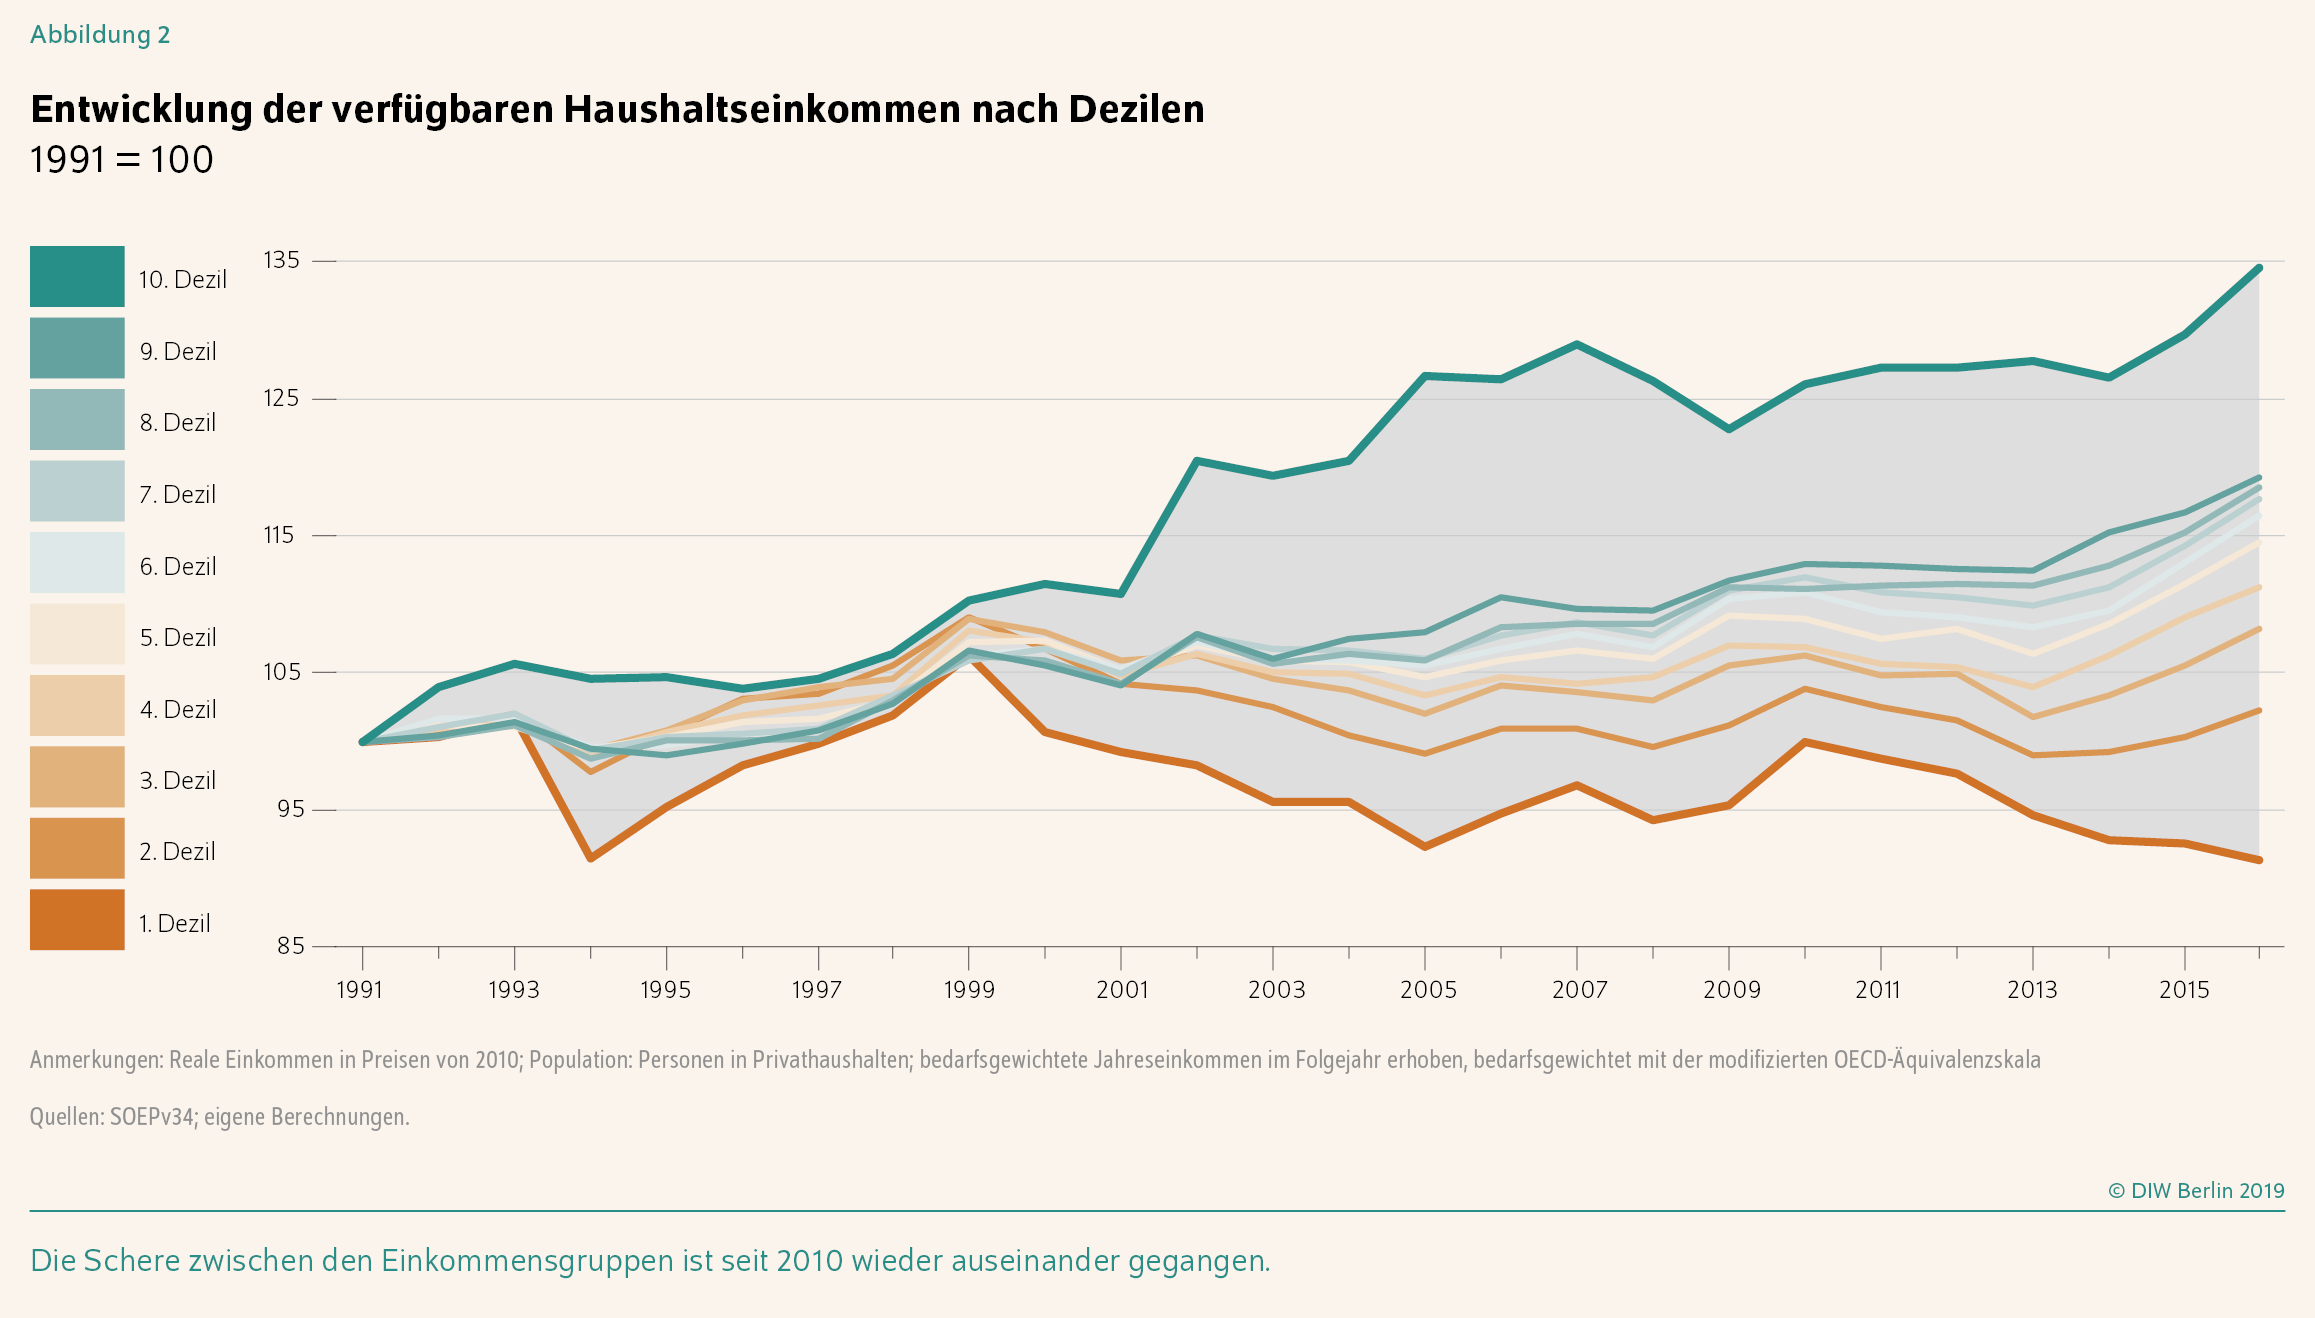 Abbildung 2
Entwicklung der verfügbaren Haushaltseinkommen nach Dezilen
1991 = 100
10. Dezil
9. Dezil
8. Dezil
7. Dezil
6. Dezil
5. Dezil
4. Dezil
3. Dezil
2. Dezil
1. Dezil
135
125
115
105
95
85
1991 1993 1995 1997 1999 2001 2003 2005 2007 2009 2011 2013 2015
Anmerkungen: Reale Einkommen in Preisen von 2010; Population: Personen in Privathaushalten; bedarfsgewichtete Jahreseinkommen im Folgejahr erhoben, bedarfsgewichtet mit der modifizierten OECD-Äquivalenzskala
Quellen: SOEPv34; eigene Berechnungen.
© DIW Berlin 2019
Die Schere zwischen den Einkommensgruppen ist seit 2010 wieder auseinander gegangen.